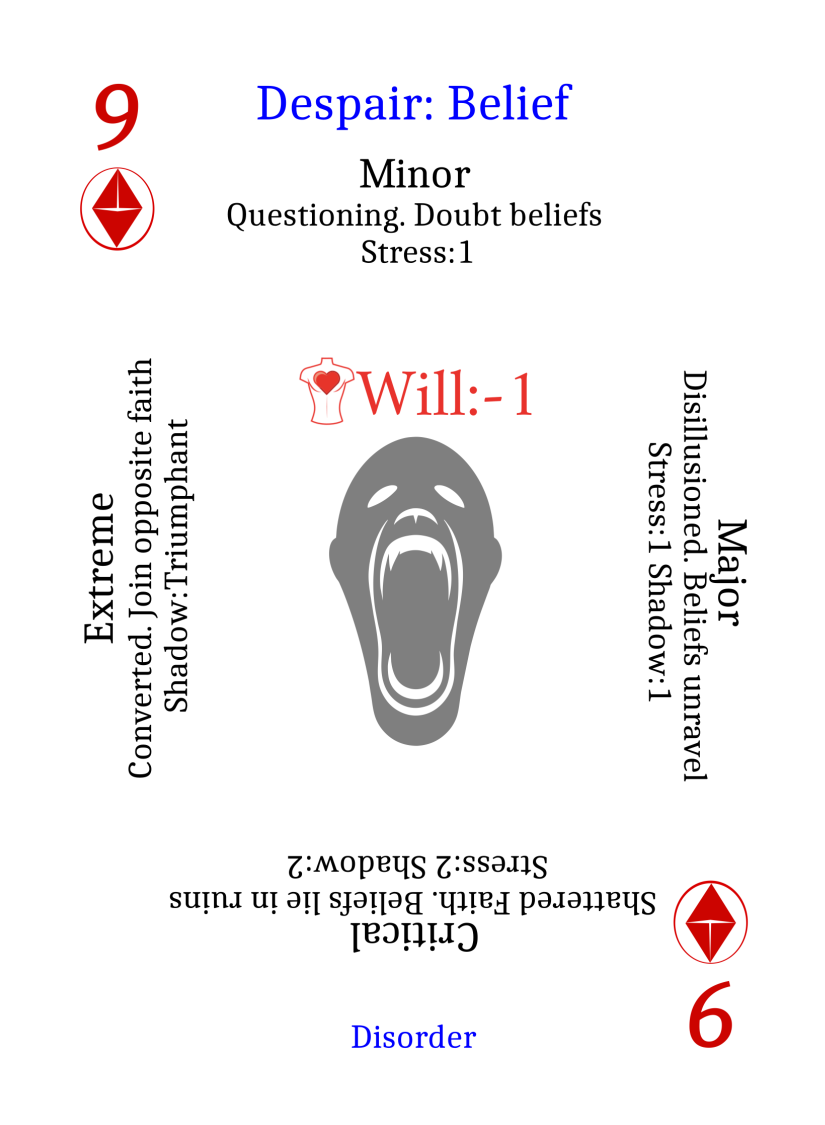 9
Despair: Belief
Minor
Questioning. Doubt beliefs
Stress:1
Will:-1
Major
Disillusioned. Beliefs unravel
Stress:1 Shadow:1
Critical
Shattered Faith. Beliefs lie in ruins
Stress:2 Shadow:2
Extreme
Converted. Join opposite faith
Shadow:Triumphant
Disorder
9